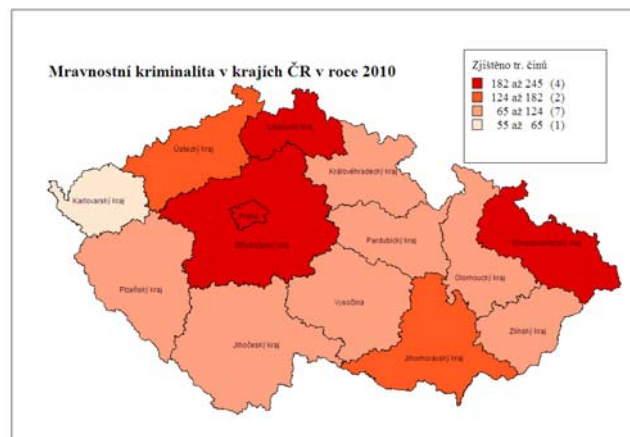 Mravnostní kriminalita v krajích ČR v roce 2010
Zjištěno tr. činů
182 až 245 (4)
124 až 182 (2)
65 až 124 (7)
55 až 65 (1)
Liberecký kraj
Ústecký kraj
Královéhradecký kraj
Karlovarský kraj
Praha
Středočeský kraj
Pardubický kraj
Moravskoslezský kraj
Olomoucký kraj
Plzeňský kraj
Vysočina
Zlínský kraj
Jihočeský kraj
Jihomoravský kraj